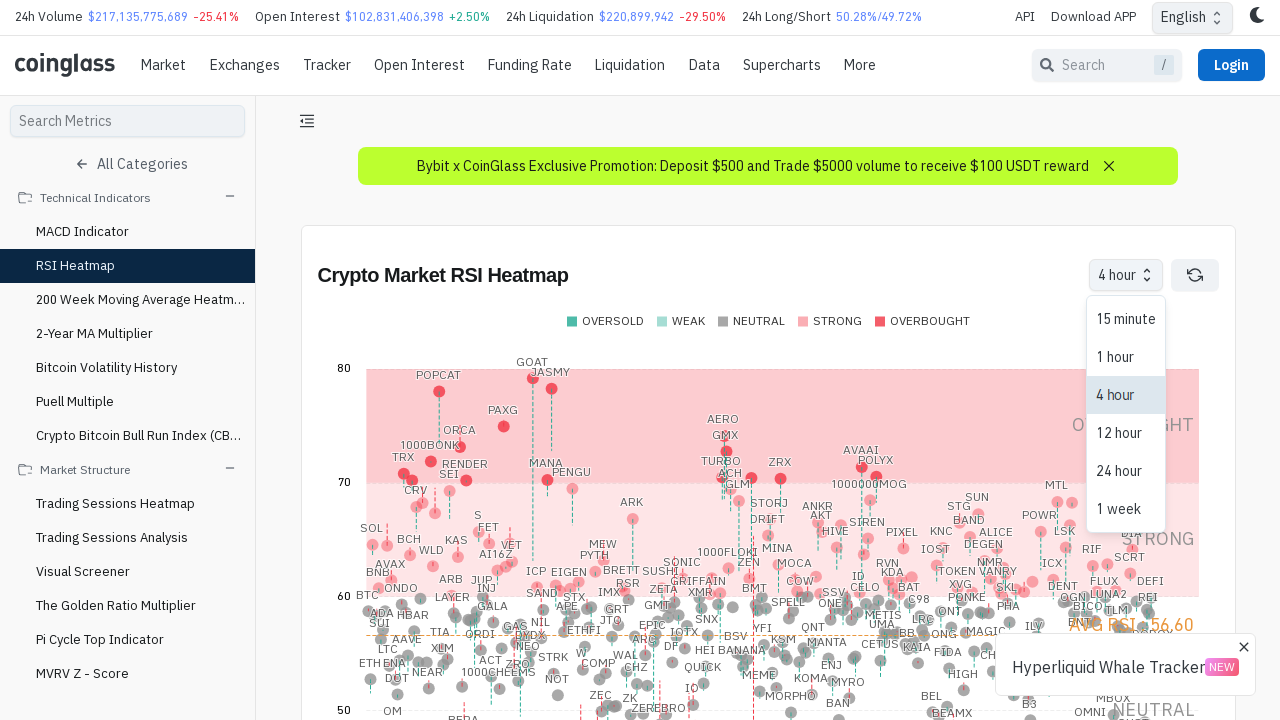 24h Volume $217,135,775,689 -25.41% Open Interest $102,831,406,398 +2.50% 24h Liquidation $220,899,942 -29.50% 24h Long/Short 50.28%/49.72% API Download APP English
coinglass Market Exchanges Tracker Open Interest Funding Rate Liquidation Data Supercharts More Search / Login
Search Metrics
All Categories
Technical Indicators
MACD Indicator
RSI Heatmap
200 Week Moving Average Heatm...
2-Year MA Multiplier
Bitcoin Volatility History
Puell Multiple
Crypto Bitcoin Bull Run Index (CB...
Market Structure
Trading Sessions Heatmap
Trading Sessions Analysis
Visual Screener
The Golden Ratio Multiplier
Pi Cycle Top Indicator
MVRV Z - Score
Bybit x CoinGlass Exclusive Promotion: Deposit $500 and Trade $5000 volume to receive $100 USDT reward
Crypto Market RSI Heatmap
4 hour
15 minute
1 hour
4 hour
12 hour
24 hour
1 week
OVERSOLD WEAK NEUTRAL STRONG OVERBOUGHT
80
GOAT
POPCAT JASMY
PAXG
AERO
ORCA GMX
1000BONK AVAAI
TRX RENDER MANA TURBO ZRX POLYX
SEI PENGU ACH
70 GLM 1000000MOG MTL
CRY ARK STORJ ANKR STG SUN
SOL S FET DRIFT AKT SIREN BAND POWR
BCH KAS VET HIVE PIXEL KNC ALICE LSK
WLD AI16Z MEW 1000FLOKI MINA IOST DEGEN RIF STRONG
AVAX PYTH SONIC ZEN MOCA RVN NMR ICX SCRT
BNB ICP EIGEN BRETT SUSHI ID KDA TOKEN VANRY
ONDO ARB JUP RSR GRIFFAIN COW XVG FLUX DEFI
BTC LAYER INJ SAND STX IMX ZETA XMR BMT SSV CELO BAT C98 PONKE SKL DENT LUNA2 REI
60
ADA HBAR GALA APE GRT GMT SPELL ONE METIS QNT PHA BICO TLM
SUI NIL JTO EPIC SNX YFI QNT UMA LRC ILV AVG RSI : 56.60
TIA ORDI GAS DYDX ETHFI IOTX BSV KSM BB ONG MAGIC
AAVE ARC MANTA CETUS KAIA FIDA
LTC XLM NEO DF HEI BANANA
ETH ENA ACT ZRO STRK W COMP WAL CHZ QUICK ENJ CH
DOT NEAR 1000CHEEMS NOT MEME KOMA MYRO HIGH
OM ZEC ZK IO MORPHO BAN BEL B3 MBOX
50 ZEREBRO BEAMX OMNI NEUTRAL
Hyperliquid Whale Tracker NEW